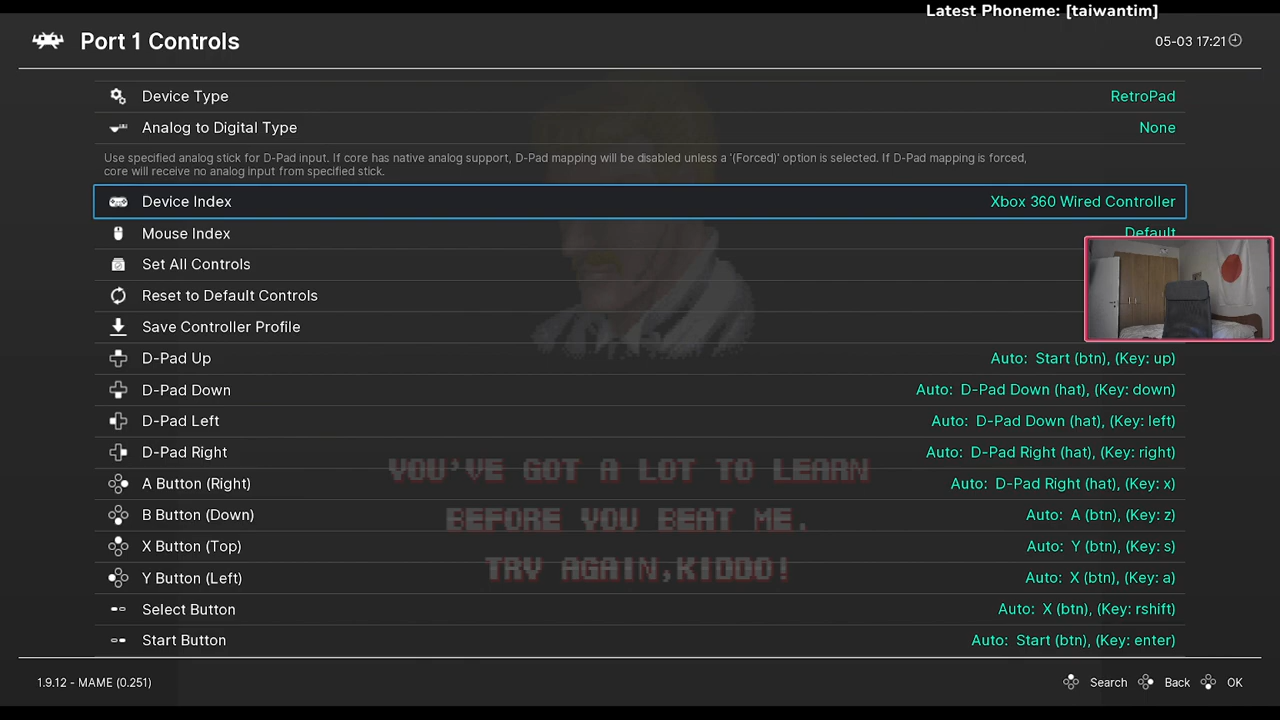 Latest Phoneme: [taiwantim]
Port 1 Controls
05-03 17:21
Device Type RetroPad
Analog to Digital Type None
Use specified analog stick for D-Pad input. If core has native analog support, D-Pad mapping will be disabled unless a '(Forced)' option is selected. If D-Pad mapping is forced,
core will receive no analog input from specified stick.
Device Index Xbox 360 Wired Controller
Mouse Index Default
Set All Controls
Reset to Default Controls
Save Controller Profile
D-Pad Up Auto: Start (btn), (Key: up)
D-Pad Down Auto: D-Pad Down (hat), (Key: down)
D-Pad Left Auto: D-Pad Down (hat), (Key: left)
D-Pad Right Auto: D-Pad Right (hat), (Key: right)
A Button (Right) Auto: D-Pad Right (hat), (Key: x)
B Button (Down) Auto: A (btn), (Key: z)
X Button (Top) Auto: Y (btn), (Key: s)
Y Button (Left) Auto: X (btn), (Key: a)
Select Button Auto: X (btn), (Key: rshift)
Start Button Auto: Start (btn), (Key: enter)
YOU'VE GOT A LOT TO LEARN
BEFORE YOU BEAT ME.
TRY AGAIN,KIDDO!
1.9.12 - MAME (0.251)
Search Back OK